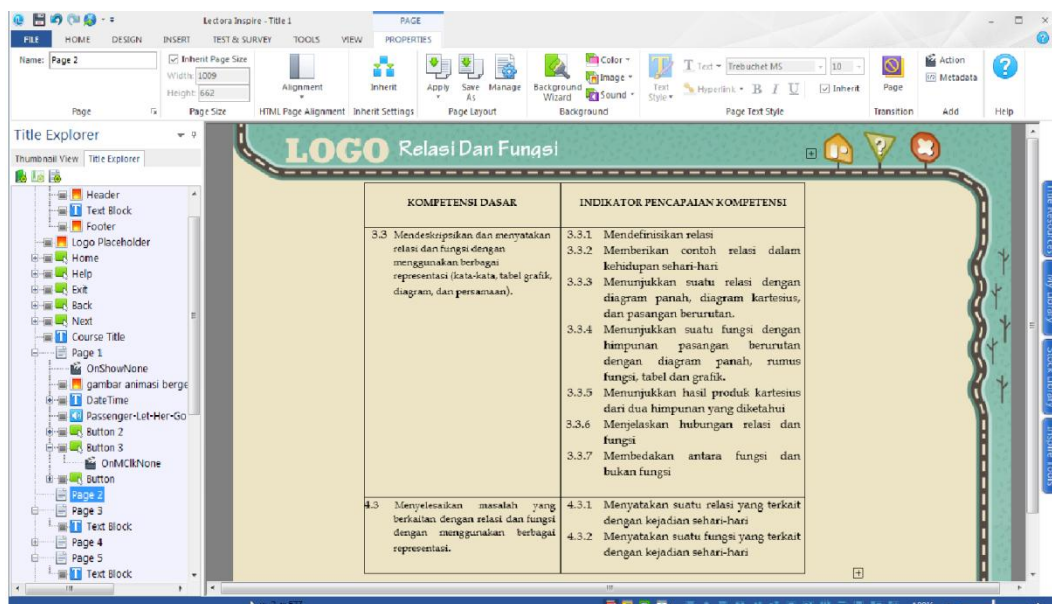 Lectora Inspire - Title 1
PAGE
FILE
HOME
DESIGN
INSERT
TEST & SURVEY
TOOLS
VIEW
PROPERTIES
Name: Page 2
Inherit Page Size
Width: 1009
Height: 662
Alignment
Inherit
Apply
Save As
Manage
Background Wizard
Color
Image
Sound
Text Style
Text
Trebuchet MS
10
Hyperlink
B I U
Inherit
Page
Action
Metadata
Page
Page Size
HTML Page Alignment
Inherit Settings
Page Layout
Background
Page Text Style
Transition
Add
Help
Title Explorer
Thumbnail View
Title Explorer
Header
Text Block
Footer
Logo Placeholder
Home
Help
Exit
Back
Next
Course Title
Page 1
OnShowNone
gambar animasi berge
DateTime
Passenger-Let-Her-Go
Button 2
Button 3
OnMClkNone
Button
Page 2
Page 3
Text Block
Page 4
Page 5
Text Block
LOGO Relasi Dan Fungsi
KOMPETENSI DASAR
INDIKATOR PENCAPAIAN KOMPETENSI
3.3 Mendeskripsikan dan menyatakan
relasi dan fungsi dengan
menggunakan berbagai
representasi (kata-kata, tabel grafik,
diagram, dan persamaan).
3.3.1 Mendefinisikan relasi
3.3.2 Memberikan contoh relasi dalam
kehidupan sehari-hari
3.3.3 Menunjukkan suatu relasi dengan
diagram panah, diagram kartesius,
dan pasangan berurutan.
3.3.4 Menunjukkan suatu fungsi dengan
himpunan pasangan berurutan
dengan diagram panah, rumus
fungsi, tabel dan grafik.
3.3.5 Menunjukkan hasil produk kartesius
dari dua himpunan yang diketahui
3.3.6 Menjelaskan hubungan relasi dan
fungsi
3.3.7 Membedakan antara fungsi dan
bukan fungsi
4.3 Menyelesaikan masalah yang
berkaitan dengan relasi dan fungsi
dengan menggunakan berbagai
representasi.
4.3.1 Menyatakan suatu relasi yang terkait
dengan kejadian sehari-hari
4.3.2 Menyatakan suatu fungsi yang terkait
dengan kejadian sehari-hari
Title Resources
My Library
Stock Library